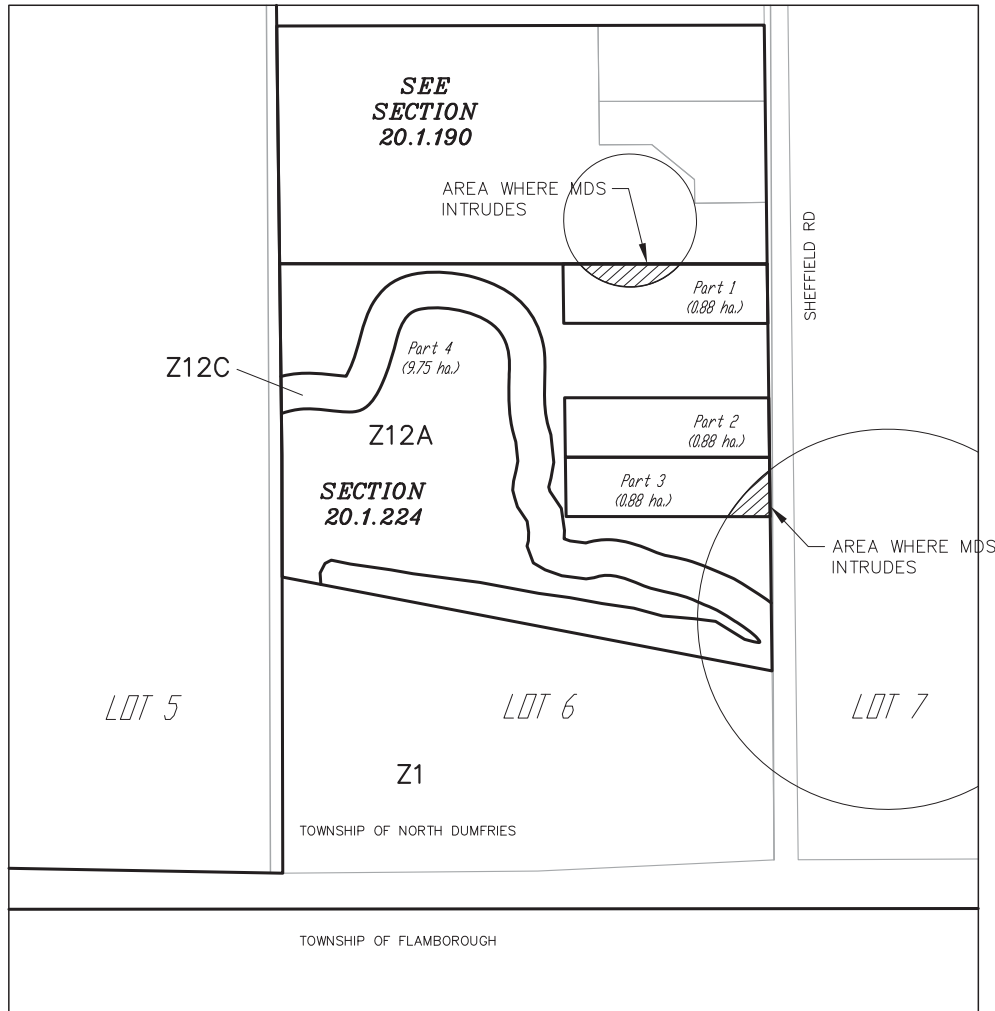 SEE
SECTION
20.1.190
AREA WHERE MDS
INTRUDES
SHEFFIELD RD
Part 1
(0.88 ha.)
Part 4
(9.75 ha.)
Z12C
Z12A
Part 2
(0.88 ha.)
Part 3
(0.88 ha.)
SECTION
20.1.224
AREA WHERE MDS
INTRUDES
LOT 5
LOT 6
LOT 7
Z1
TOWNSHIP OF NORTH DUMFRIES
TOWNSHIP OF FLAMBOROUGH